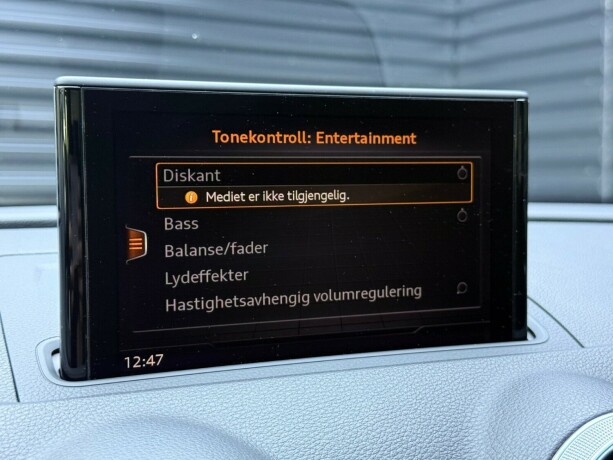 Tonekontroll: Entertainment
Diskant
Mediet er ikke tilgjengelig.
Bass
Balanse/fader
Lydeffekter
Hastighetsavhengig volumregulering
12:47